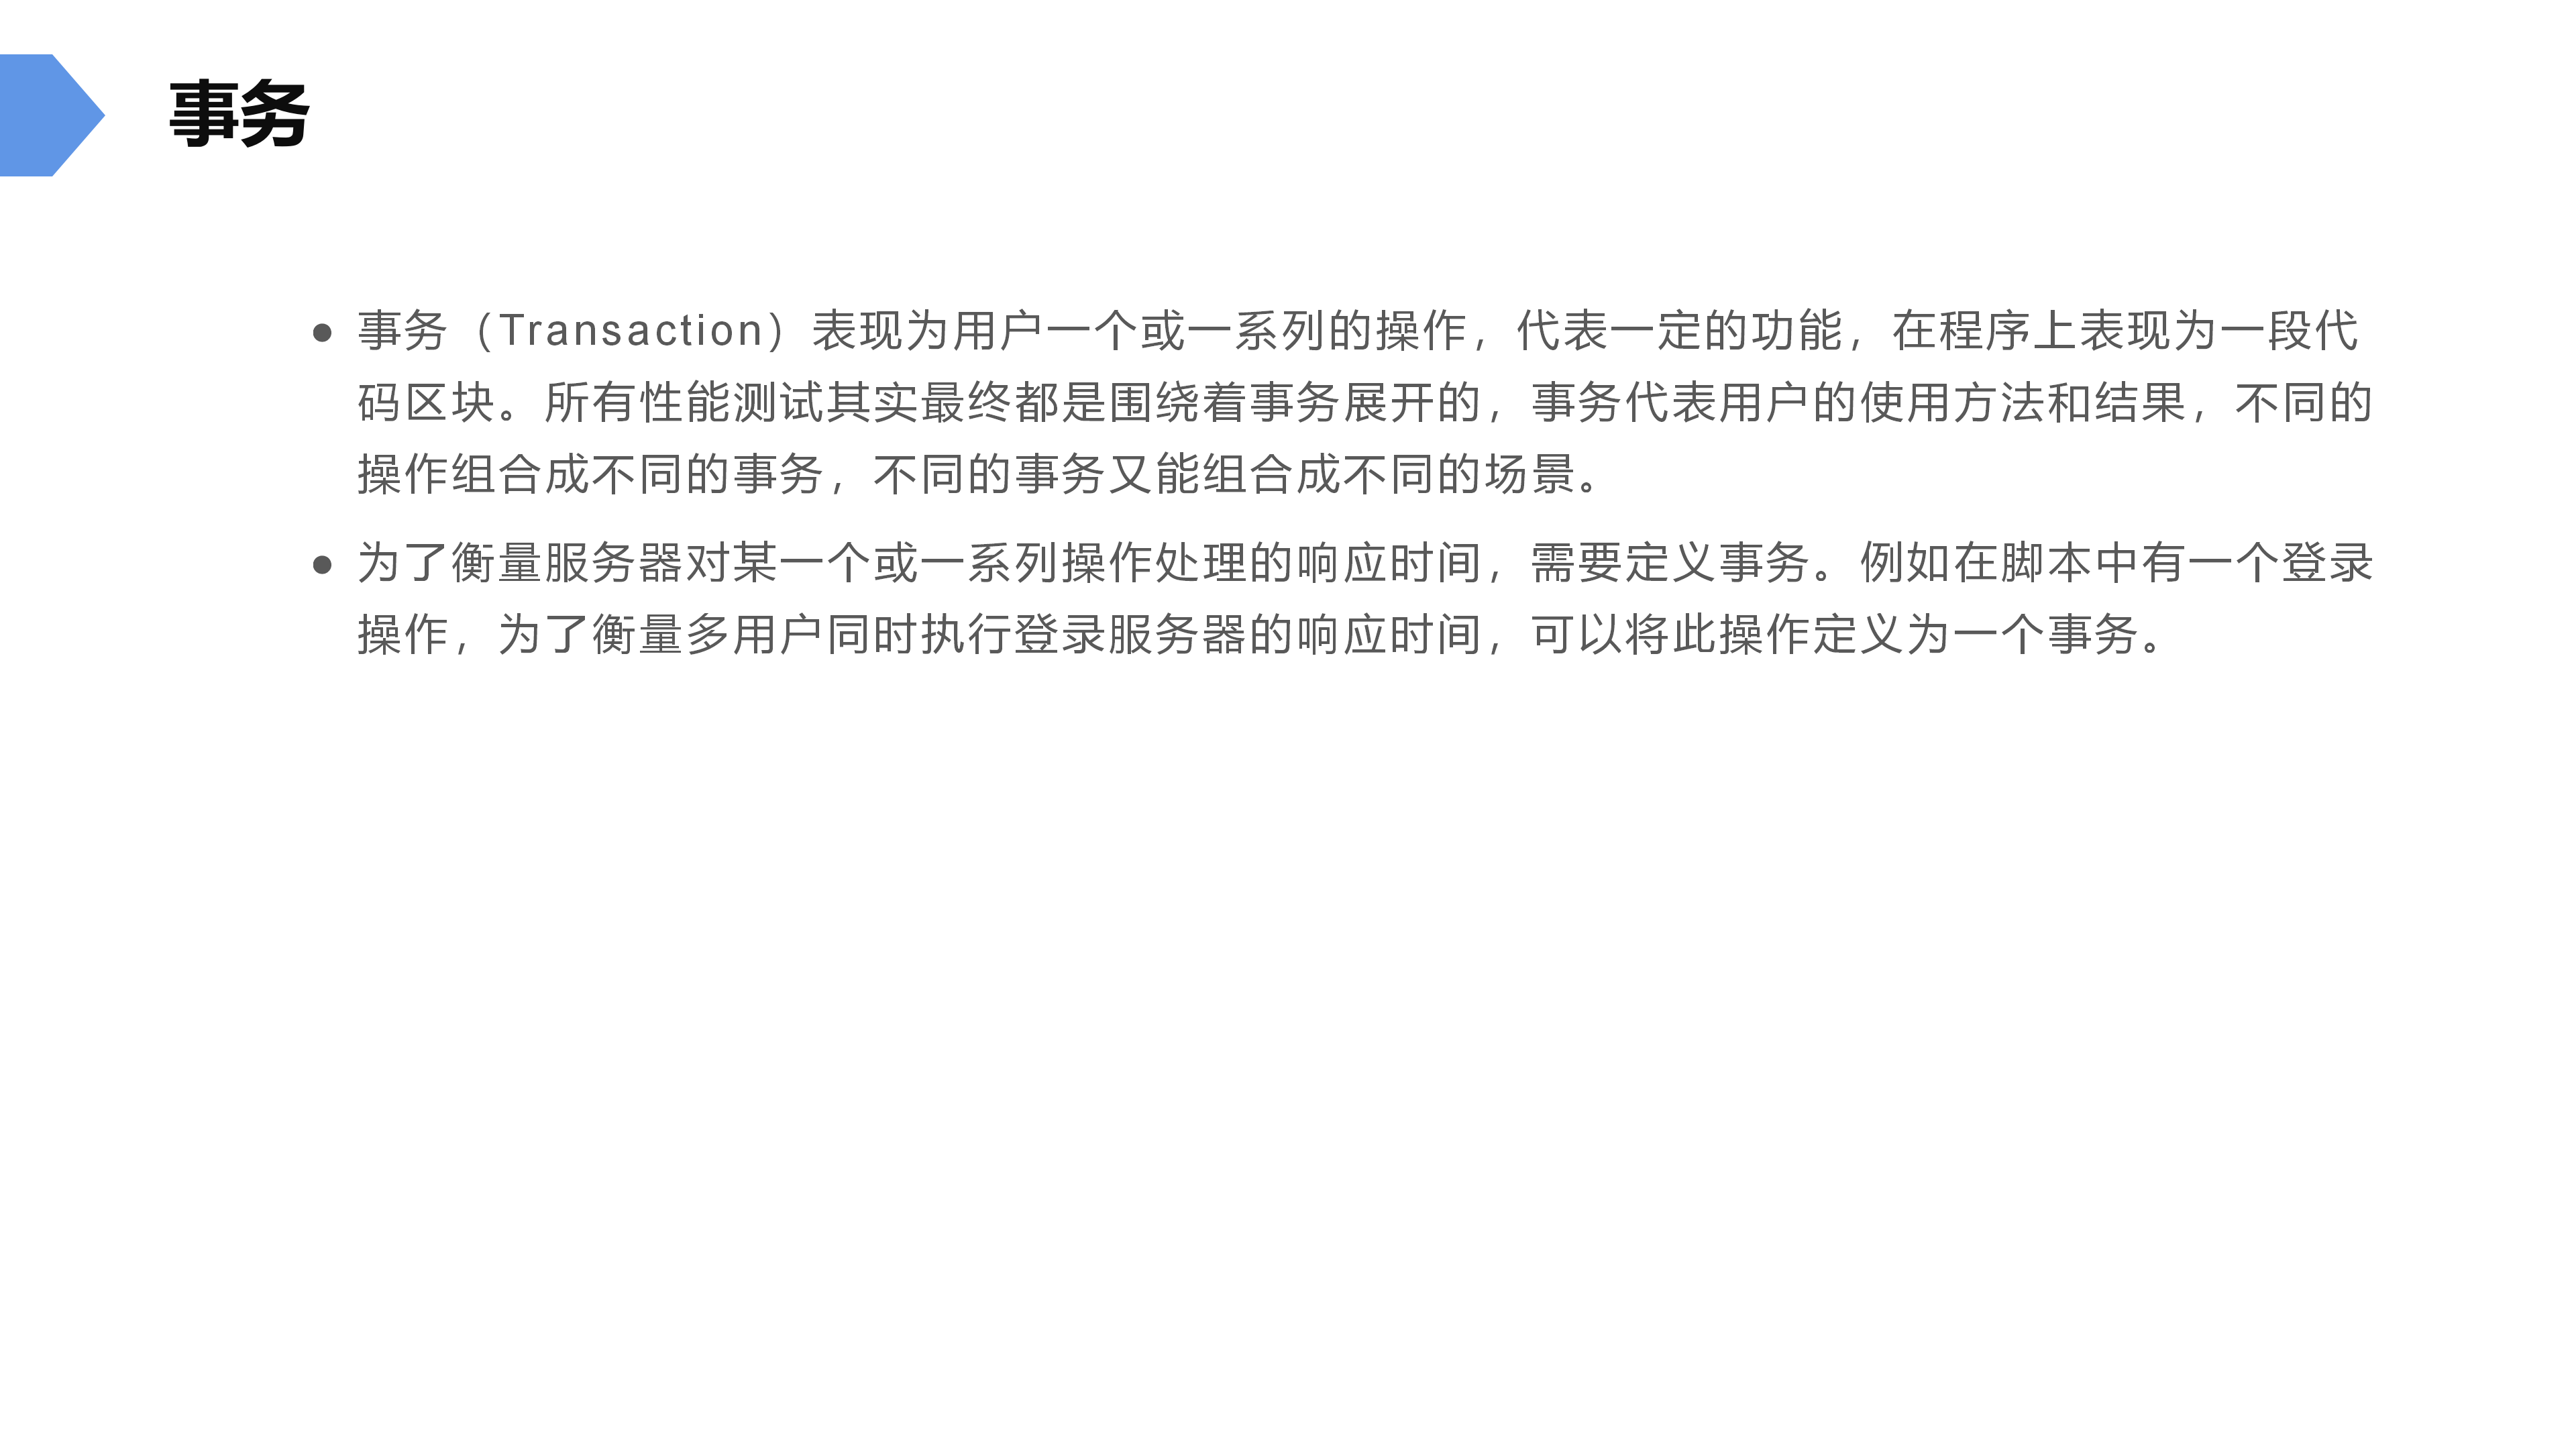 事务
● 事务（Transaction）表现为用户一个或一系列的操作，代表一定的功能，在程序上表现为一段代
码区块。所有性能测试其实最终都是围绕着事务展开的，事务代表用户的使用方法和结果，不同的
操作组合成不同的事务，不同的事务又能组合成不同的场景。
● 为了衡量服务器对某一个或一系列操作处理的响应时间，需要定义事务。例如在脚本中有一个登录
操作，为了衡量多用户同时执行登录服务器的响应时间，可以将此操作定义为一个事务。